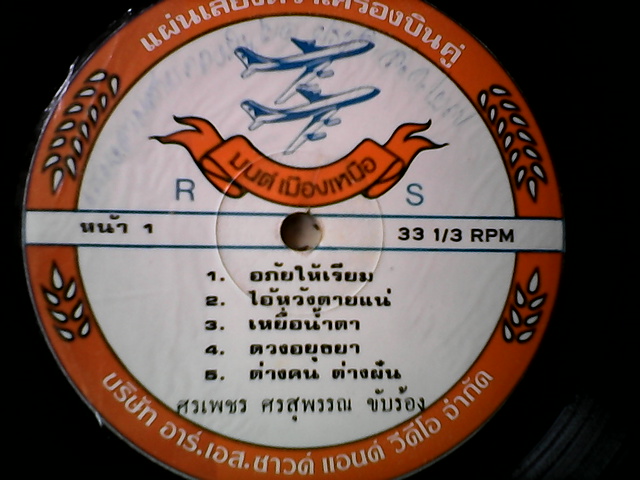 แผ่นเสียงตราเครื่องบินคู่
มนต์เมืองเหนือ
R S
หน้า 1
33 1/3 RPM
1. อภัยให้เรียม
2. ไอ้หวังตายแน่
3. เหยื่อน้ำตา
4. ดวงอยุธยา
5. ต่างคน ต่างผืน
ศรเพชร ศรสุพรรณ ขับร้อง
บริษัท อาร์.เอส.ซาวด์ แอนด์ วีดีโอ จำกัด